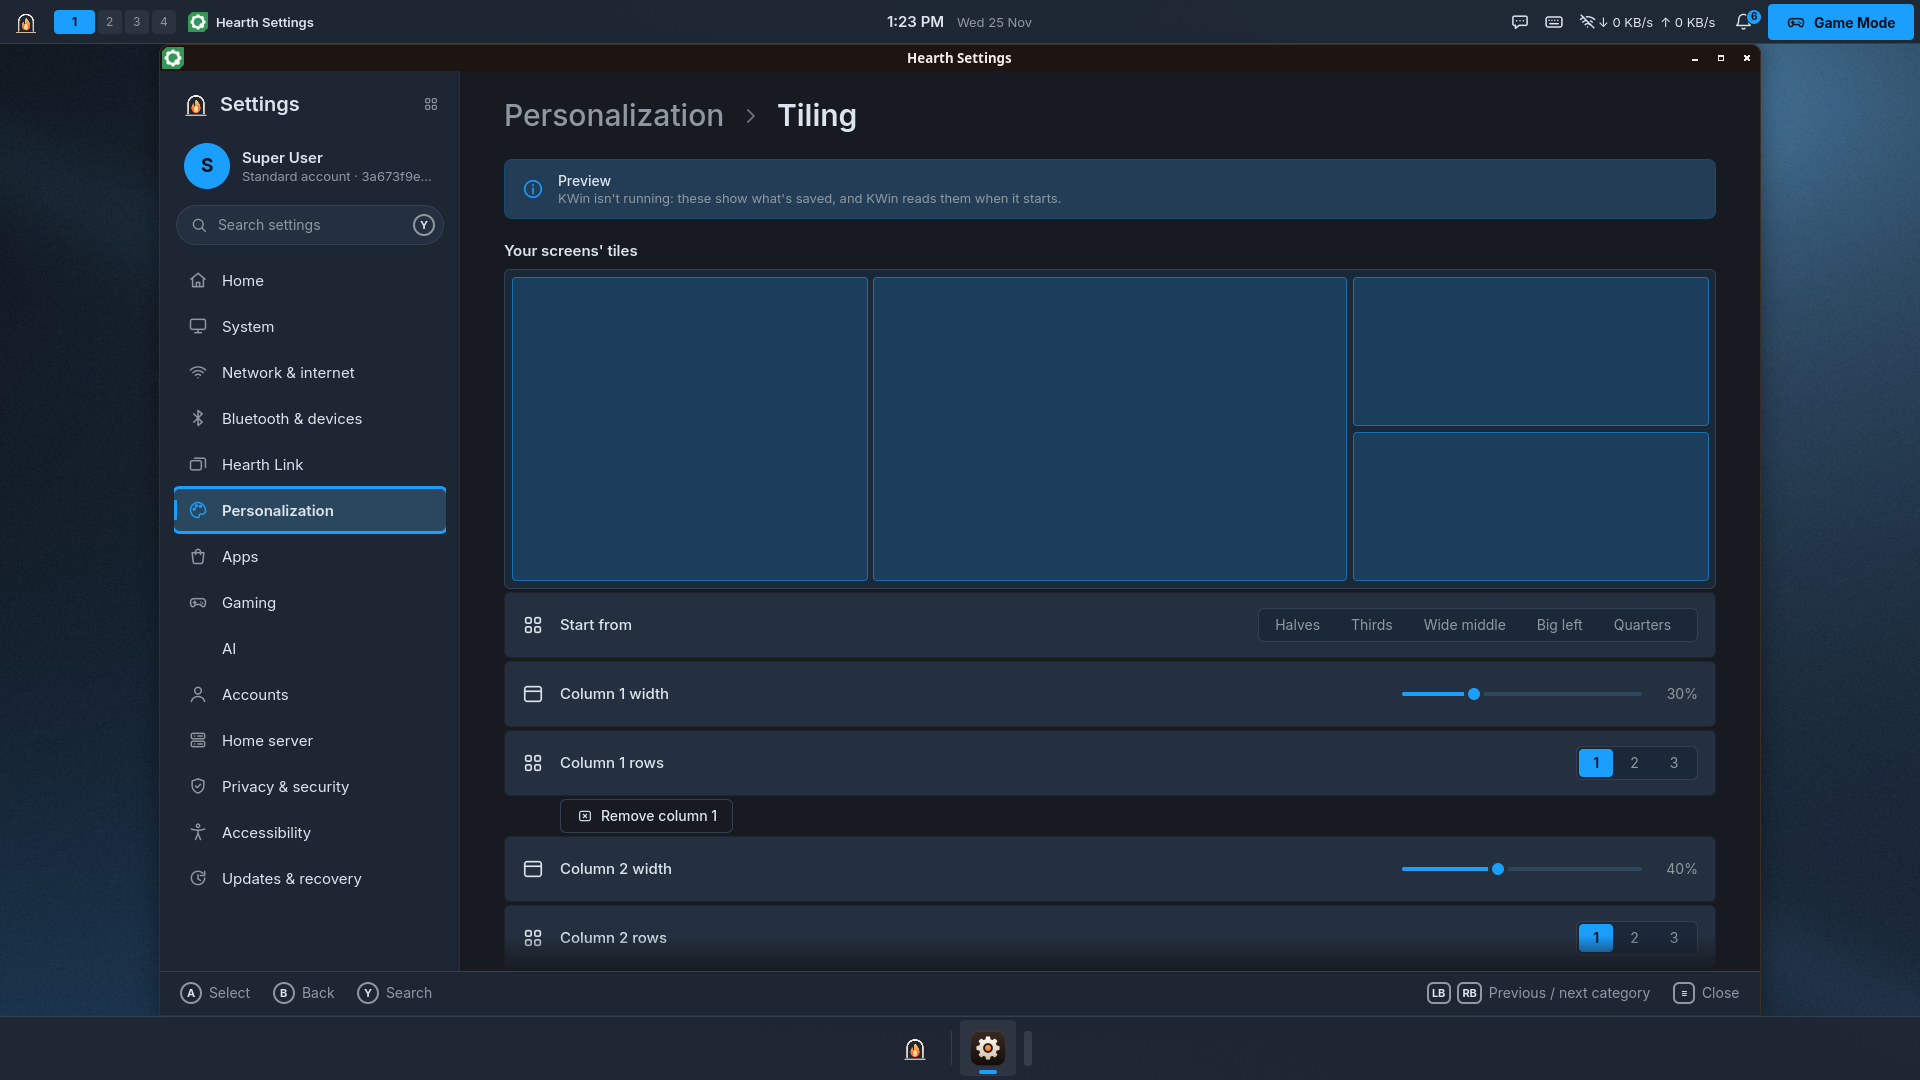 1 2 3 4 Hearth Settings 1:23 PM Wed 25 Nov ↓ 0 KB/s ↑ 0 KB/s 6 Game Mode
Hearth Settings
Settings
S Super User
Standard account · 3a673f9e...
Search settings Y
Home
System
Network & internet
Bluetooth & devices
Hearth Link
Personalization
Apps
Gaming
AI
Accounts
Home server
Privacy & security
Accessibility
Updates & recovery
Personalization > Tiling
Preview
KWin isn't running: these show what's saved, and KWin reads them when it starts.
Your screens' tiles
Start from Halves Thirds Wide middle Big left Quarters
Column 1 width 30%
Column 1 rows 1 2 3
Remove column 1
Column 2 width 40%
Column 2 rows 1 2 3
A Select B Back Y Search LB RB Previous / next category ≡ Close